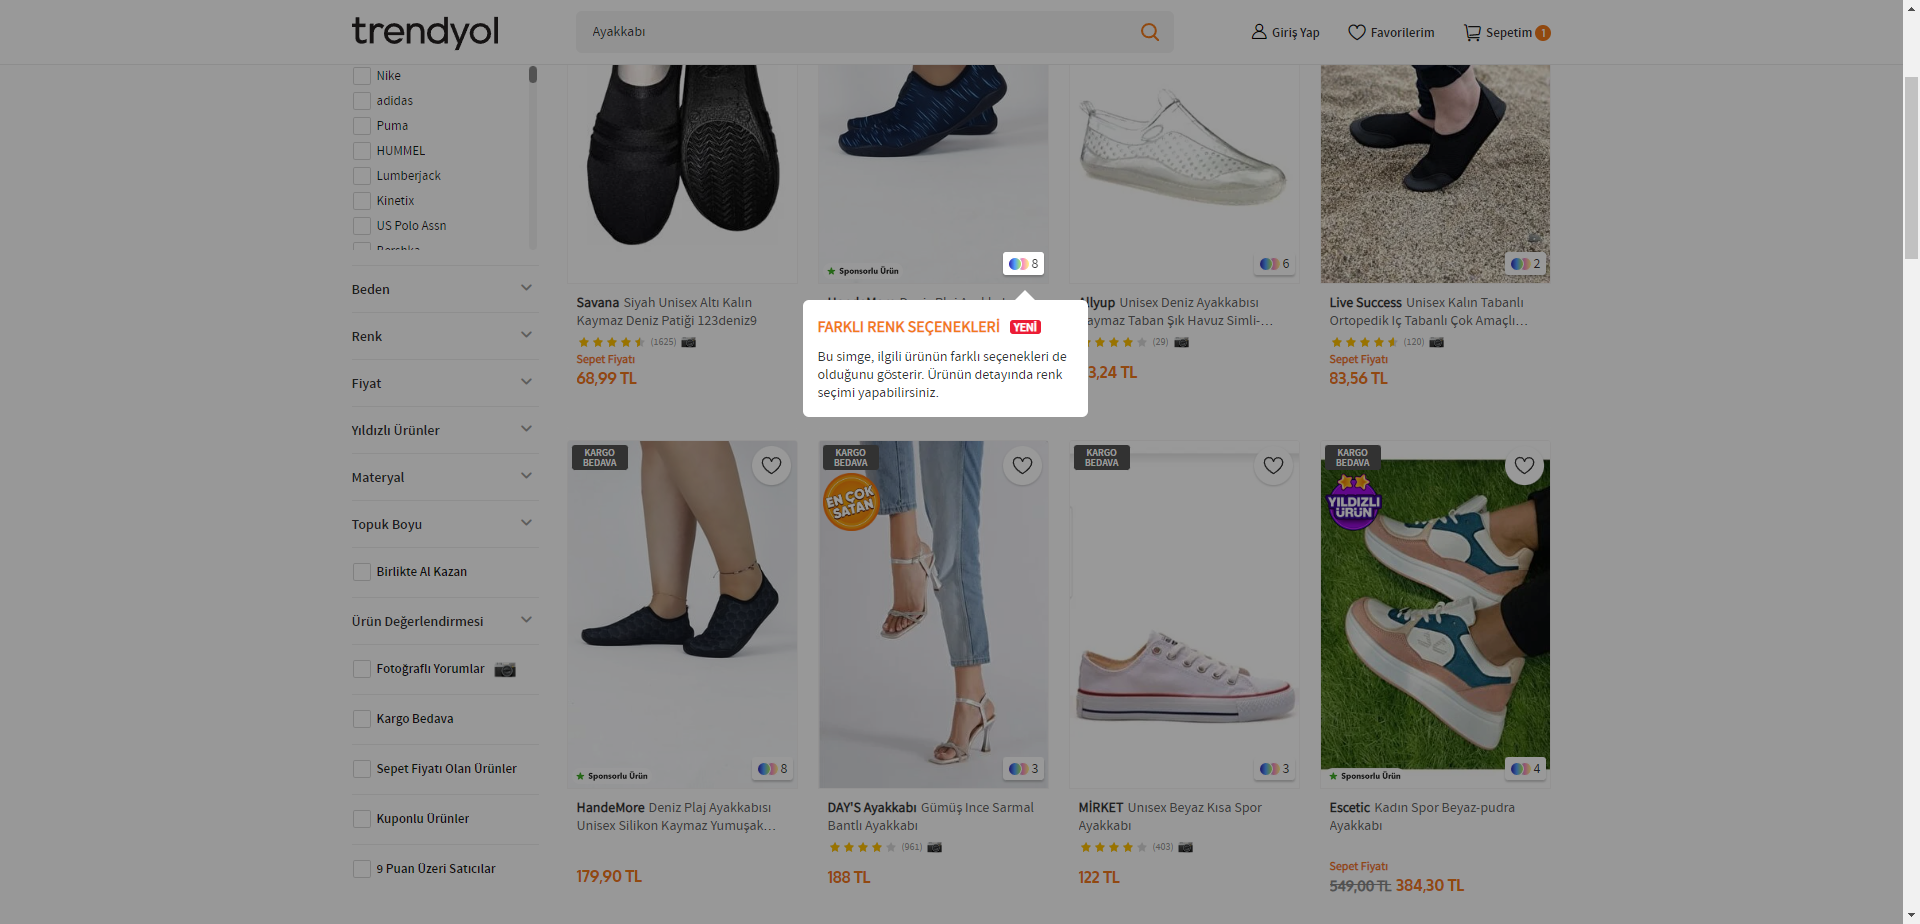 trendyol
Ayakkabı
Giriş Yap
Favorilerim
Sepetim 1
Nike
adidas
Puma
HUMMEL
Lumberjack
Kinetix
US Polo Assn
Bershka
Beden
Renk
Fiyat
Yıldızlı Ürünler
Materyal
Topuk Boyu
Birlikte Al Kazan
Ürün Değerlendirmesi
Fotoğraflı Yorumlar
Kargo Bedava
Sepet Fiyatı Olan Ürünler
Kuponlu Ürünler
9 Puan Üzeri Satıcılar
Savana Siyah Unisex Altı Kalın
Kaymaz Deniz Patiği 123deniz9
(1625)
Sepet Fiyatı
68,99 TL
Sponsorlu Ürün
8
FARKLI RENK SEÇENEKLERİ YENİ
Bu simge, ilgili ürünün farklı seçenekleri de
olduğunu gösterir. Ürünün detayında renk
seçimi yapabilirsiniz.
6
llyup Unisex Deniz Ayakkabısı
aymaz Taban Şık Havuz Simli-...
(29)
3,24 TL
2
Live Success Unisex Kalın Tabanlı
Ortopedik Iç Tabanlı Çok Amaçlı...
(120)
Sepet Fiyatı
83,56 TL
KARGO
BEDAVA
Sponsorlu Ürün
8
HandeMore Deniz Plaj Ayakkabısı
Unisex Silikon Kaymaz Yumuşak...
179,90 TL
KARGO
BEDAVA
EN ÇOK
SATAN
3
DAY'S Ayakkabı Gümüş Ince Sarmal
Bantlı Ayakkabı
(961)
188 TL
KARGO
BEDAVA
3
MİRKET Unısex Beyaz Kısa Spor
Ayakkabı
(403)
122 TL
KARGO
BEDAVA
YILDIZLI
ÜRÜN
Sponsorlu Ürün
4
Escetic Kadın Spor Beyaz-pudra
Ayakkabı
Sepet Fiyatı
549,00 TL 384,30 TL